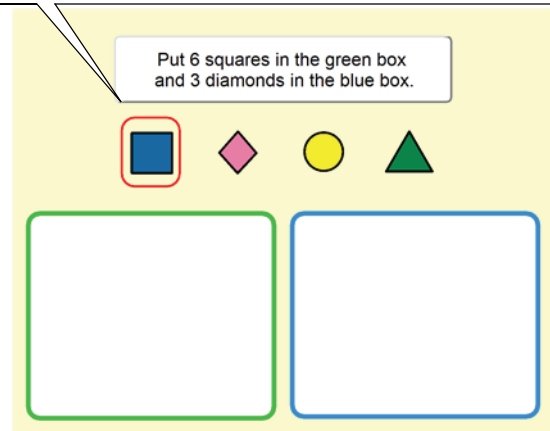 Put 6 squares in the green box
and 3 diamonds in the blue box.